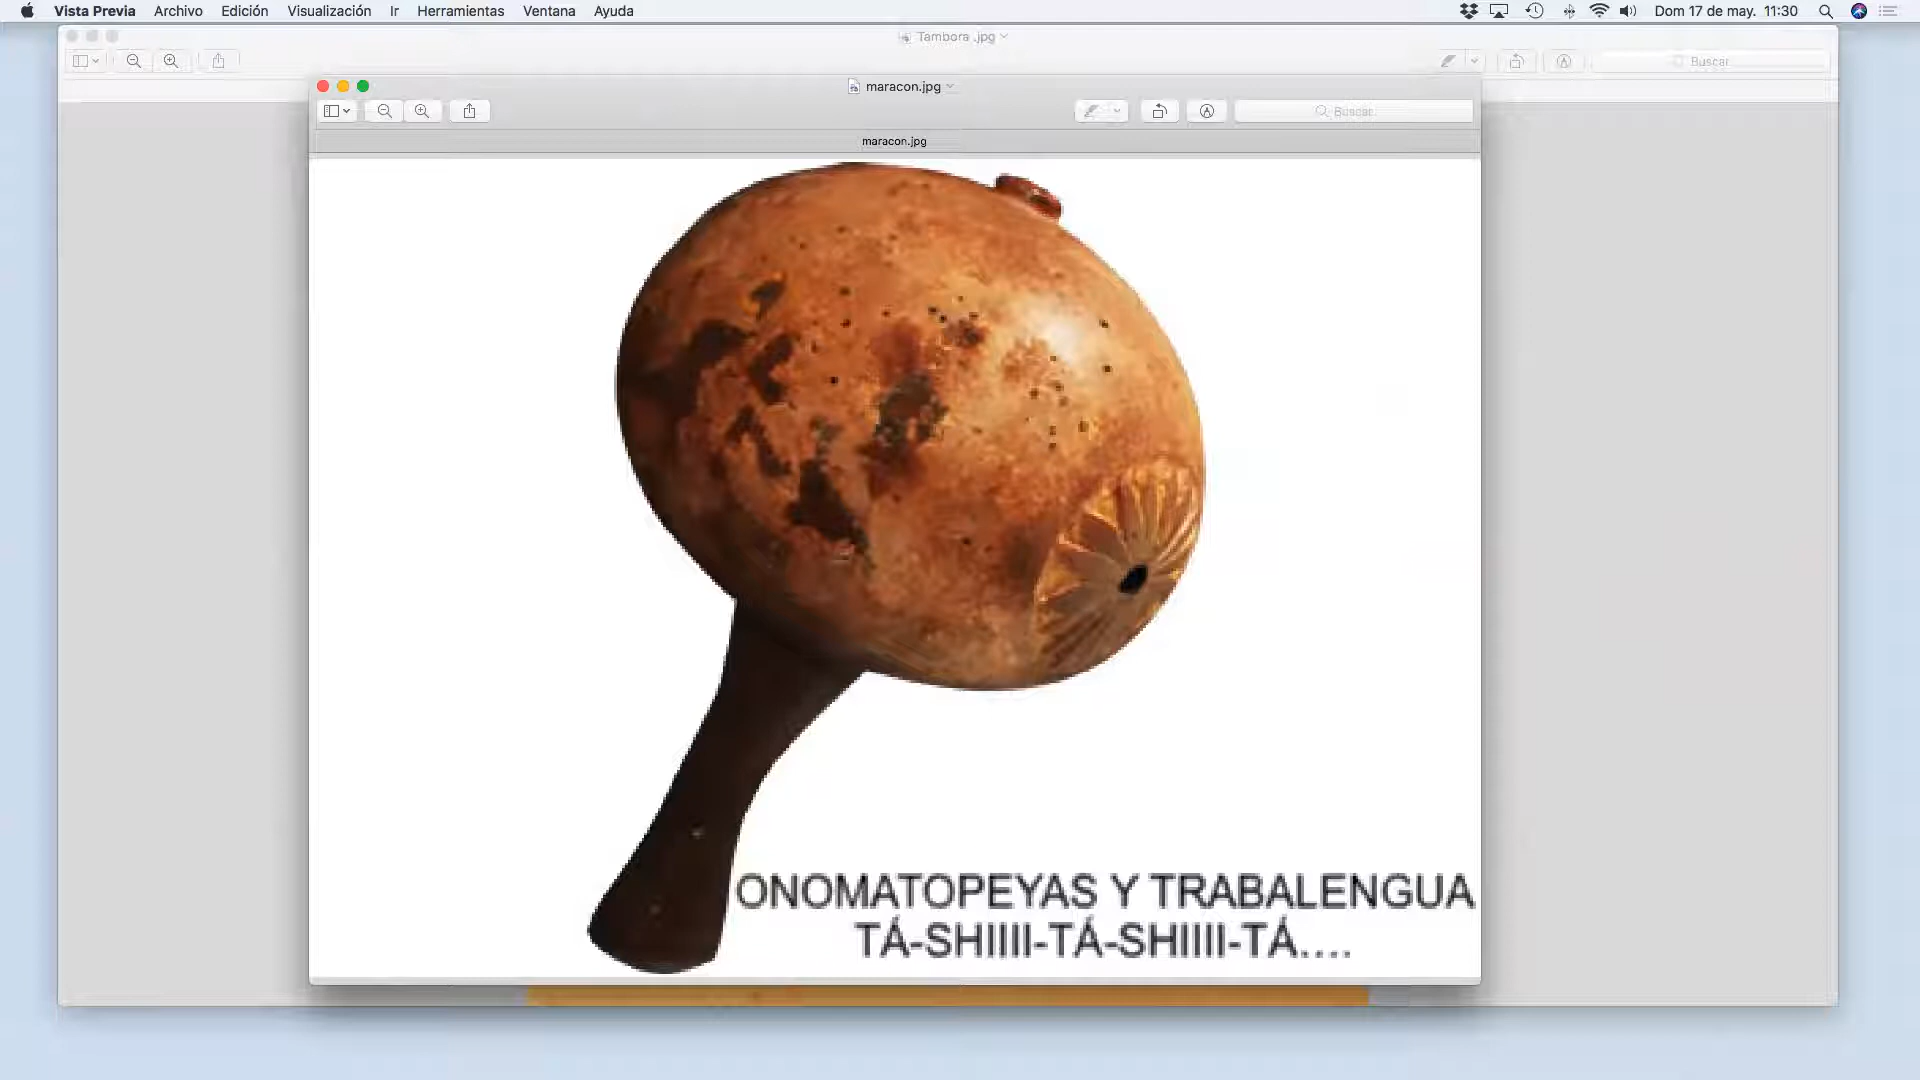 Vista Previa Archivo Edición Visualización Ir Herramientas Ventana Ayuda Dom 17 de may. 11:30
Tambora .jpg
Buscar
maracon.jpg
Buscar
maracon.jpg
ONOMATOPEYAS Y TRABALENGUA
TÁ-SHIIII-TÁ-SHIIII-TÁ....